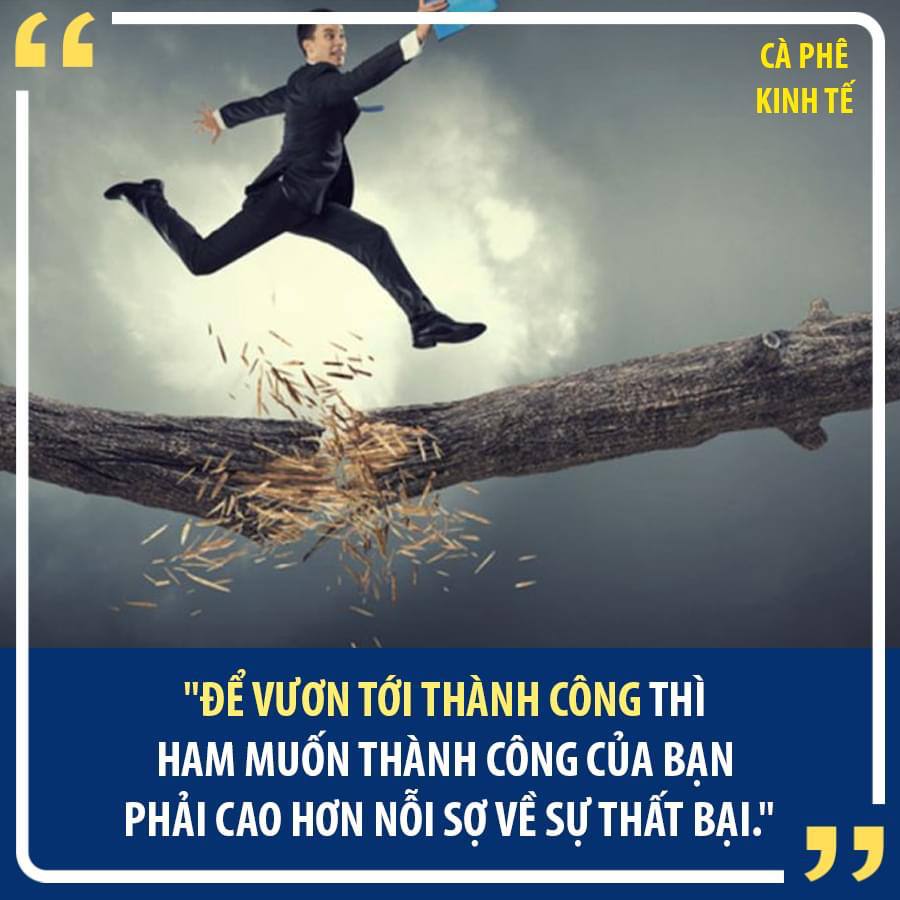 CÀ PHÊ
KINH TẾ
"ĐỂ VƯƠN TỚI THÀNH CÔNG THÌ
HAM MUỐN THÀNH CÔNG CỦA BẠN
PHẢI CAO HƠN NỖI SỢ VỀ SỰ THẤT BẠI."